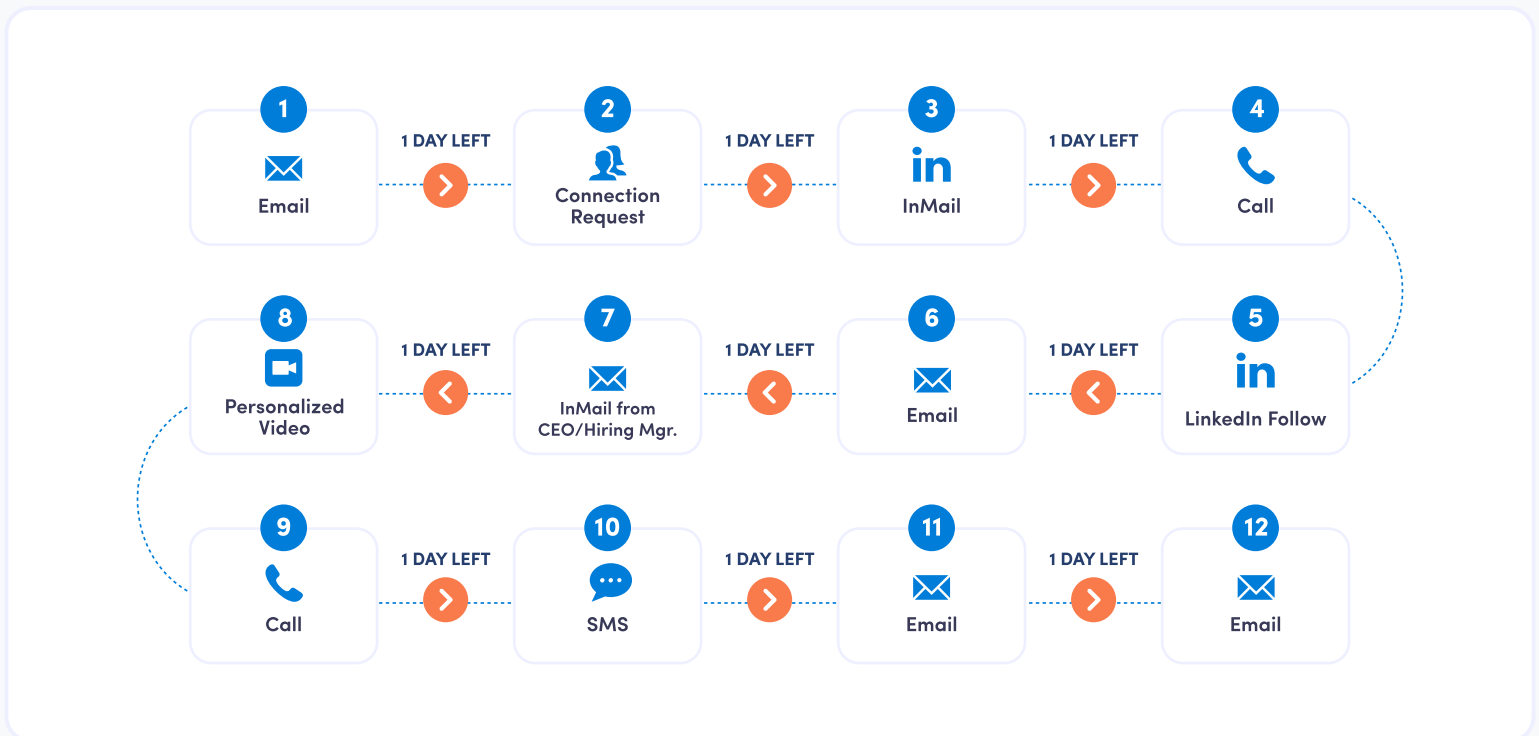 1
Email
1 DAY LEFT
2
Connection
Request
1 DAY LEFT
3
in
InMail
1 DAY LEFT
4
Call
5
in
LinkedIn Follow
1 DAY LEFT
6
Email
1 DAY LEFT
7
InMail from
CEO/Hiring Mgr.
1 DAY LEFT
8
Personalized
Video
9
Call
1 DAY LEFT
10
SMS
1 DAY LEFT
11
Email
1 DAY LEFT
12
Email